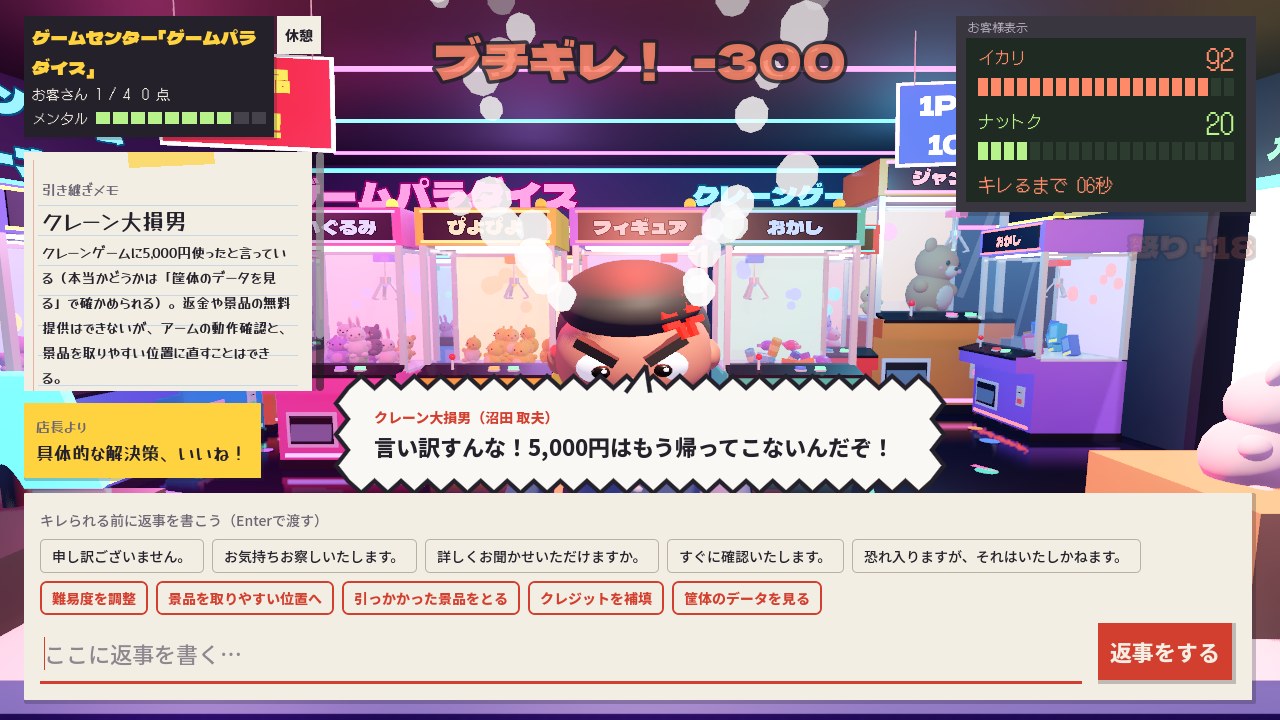 ゲームセンター「ゲームパラ
ダイス」
お客さん 1/4 0点
メンタル
休憩
ブチギレ! -300
お客様表示
イカリ 92
ナットク 20
キレるまで 06秒
怒り +18
1P
ームパラダイス
クレーンゲー
ジャン
ぐるみ
ぴよぴよ
フィギュア
おかし
おかし
引き継ぎメモ
クレーン大損男
クレーンゲームに5,000円使ったと言ってい
る(本当かどうかは「筐体のデータを見
る」で確かめられる)。返金や景品の無料
提供はできないが、アームの動作確認と、
景品を取りやすい位置に直すことはでき
る。
店長より
具体的な解決策、いいね!
クレーン大損男(沼田 取夫)
言い訳すんな!5,000円はもう帰ってこないんだぞ!
キレられる前に返事を書こう(Enterで渡す)
申し訳ございません。
お気持ちお察しいたします。
詳しくお聞かせいただけますか。
すぐに確認いたします。
恐れ入りますが、それはいたしかねます。
難易度を調整
景品を取りやすい位置へ
引っかかった景品をとる
クレジットを補填
筐体のデータを見る
ここに返事を書く…
返事をする